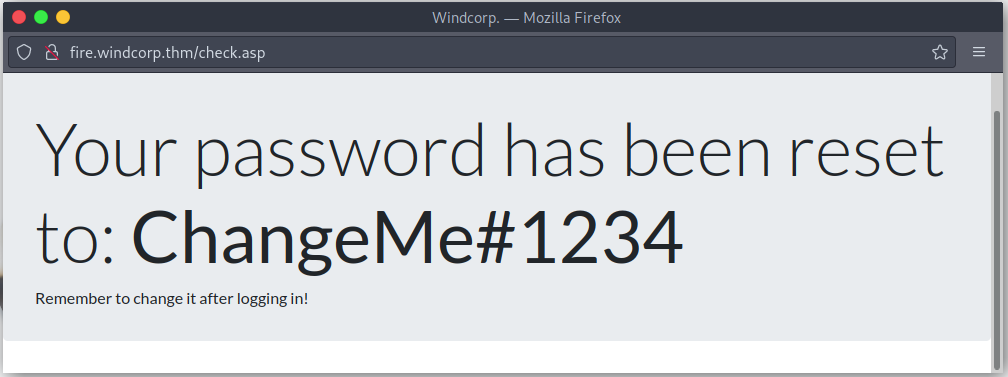 Windcorp. — Mozilla Firefox
fire.windcorp.thm/check.asp
Your password has been reset
to: ChangeMe#1234
Remember to change it after logging in!